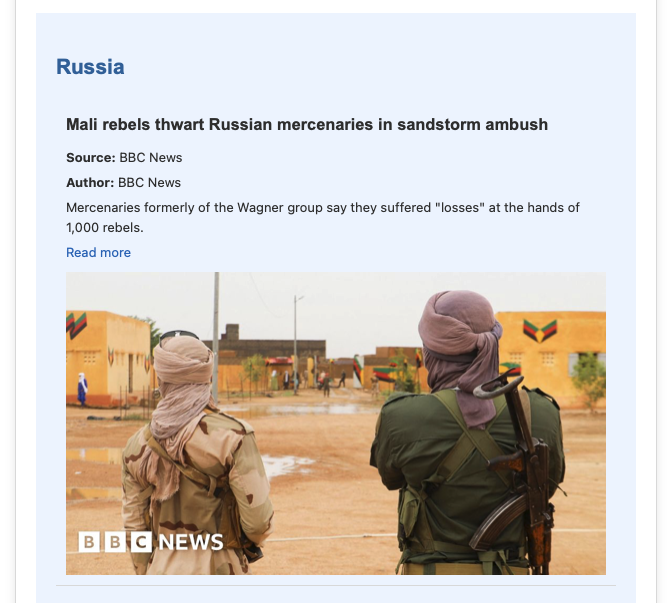 Russia
Mali rebels thwart Russian mercenaries in sandstorm ambush
Source: BBC News
Author: BBC News
Mercenaries formerly of the Wagner group say they suffered "losses" at the hands of
1,000 rebels.
Read more
BBC NEWS